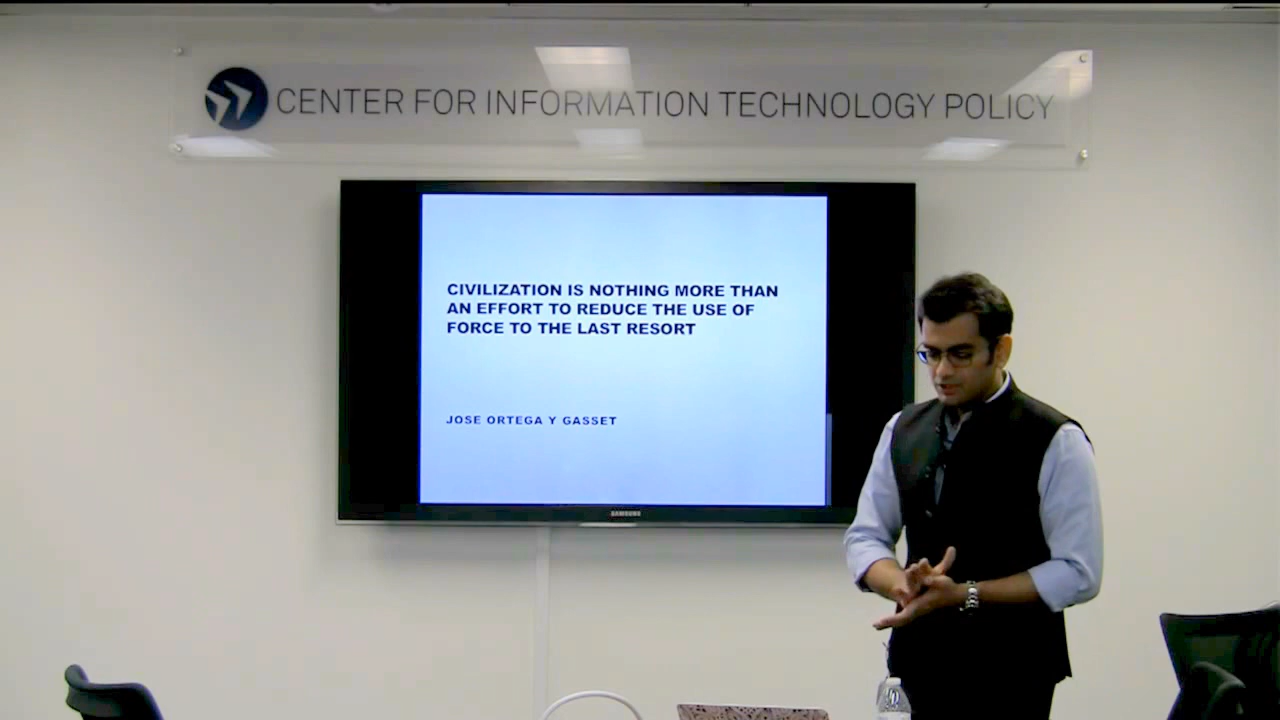 CENTER FOR INFORMATION TECHNOLOGY POLICY
CIVILIZATION IS NOTHING MORE THAN
AN EFFORT TO REDUCE THE USE OF
FORCE TO THE LAST RESORT
JOSE ORTEGA Y GASSET
SAMSUNG